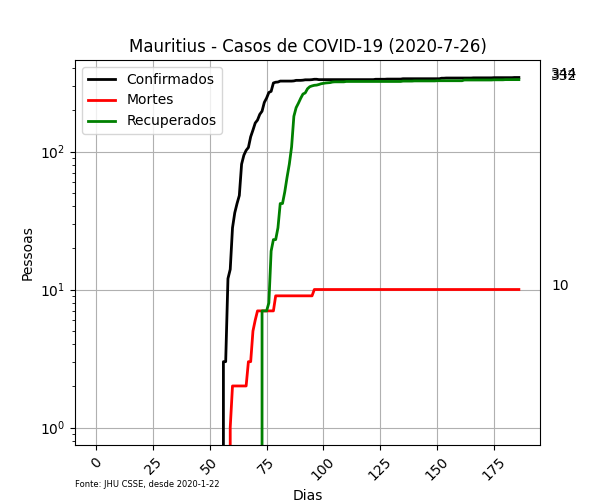 Mauritius - Casos de COVID-19 (2020-7-26)
Confirmados
Mortes
Recuperados
344
332
10
10²
10¹
10⁰
Pessoas
0
25
50
75
100
125
150
175
Fonte: JHU CSSE, desde 2020-1-22
Dias